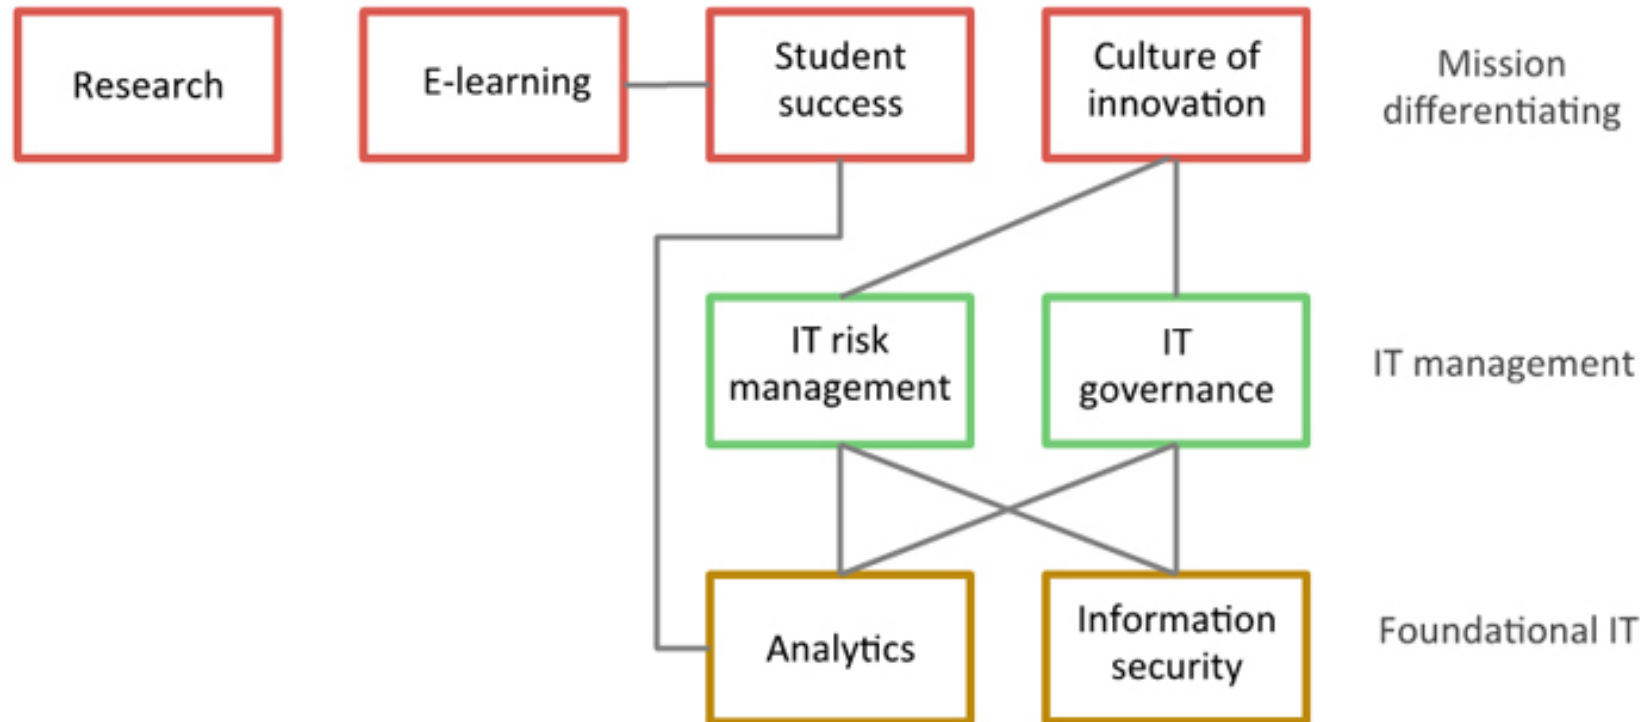 Research
E-learning
Student
success
Culture of
innovation
Mission
differentiating
IT risk
management
IT
governance
IT management
Analytics
Information
security
Foundational IT